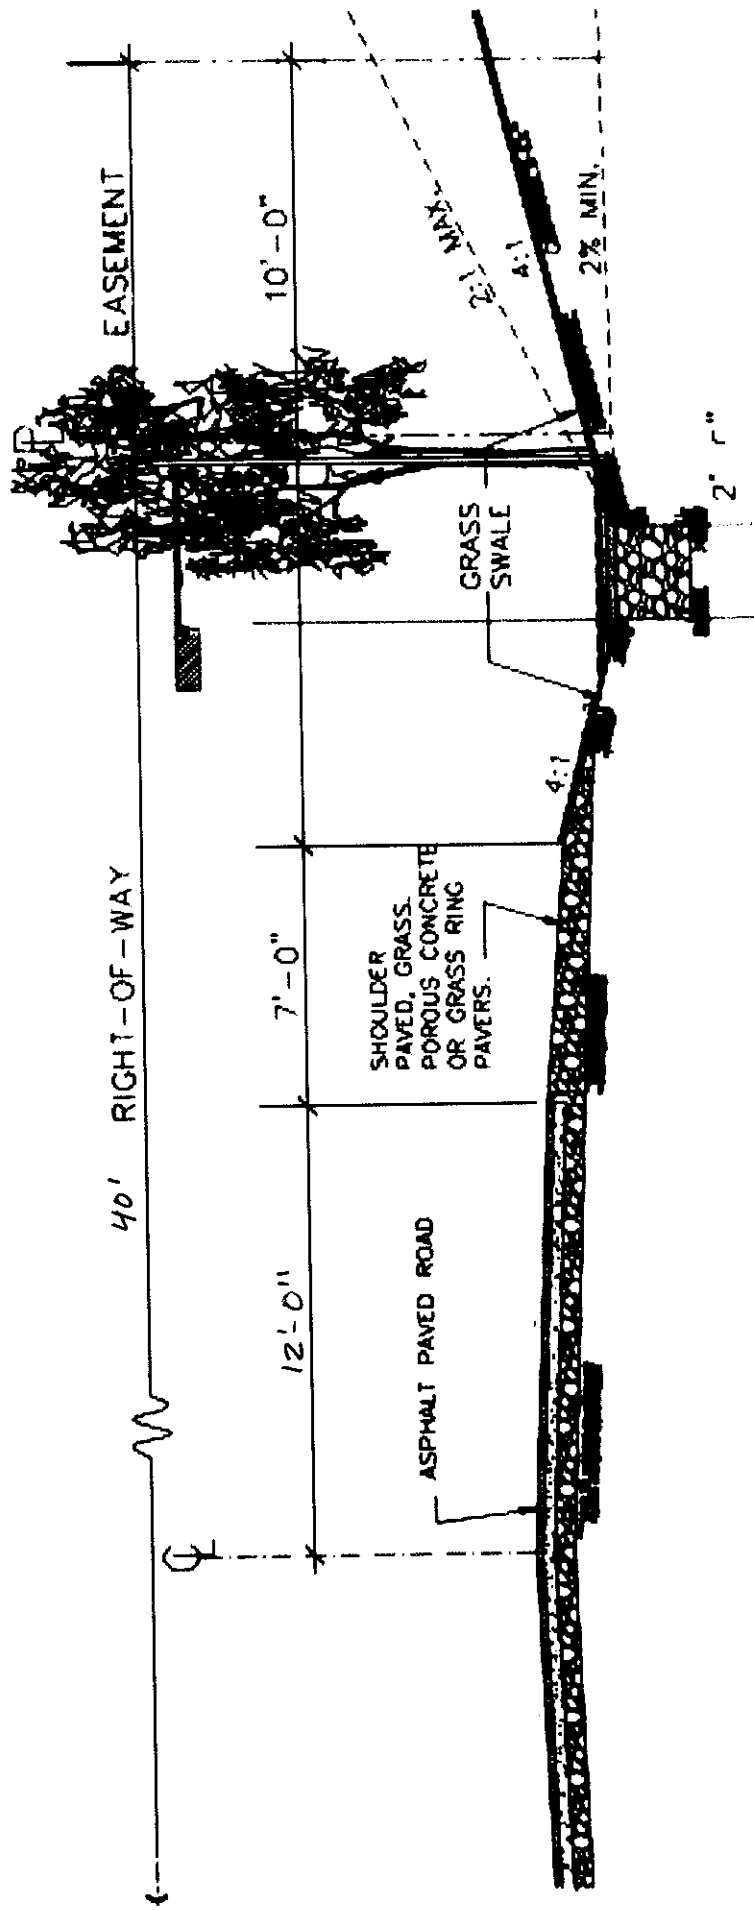 40' RIGHT-OF-WAY
EASEMENT
12'-0"
7'-0"
10'-0"
ASPHALT PAVED ROAD
SHOULDER
PAVED, GRASS.
POROUS CONCRETE
OR GRASS RING
PAVERS.
GRASS
SWALE
4:1
2:1 MAX.
4:1
2% MIN.